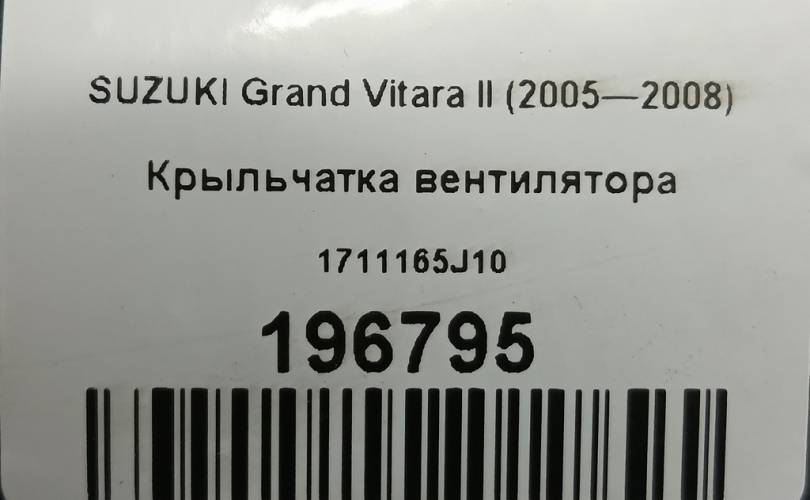 SUZUKI Grand Vitara II (2005—2008)
Крыльчатка вентилятора
1711165J10
196795